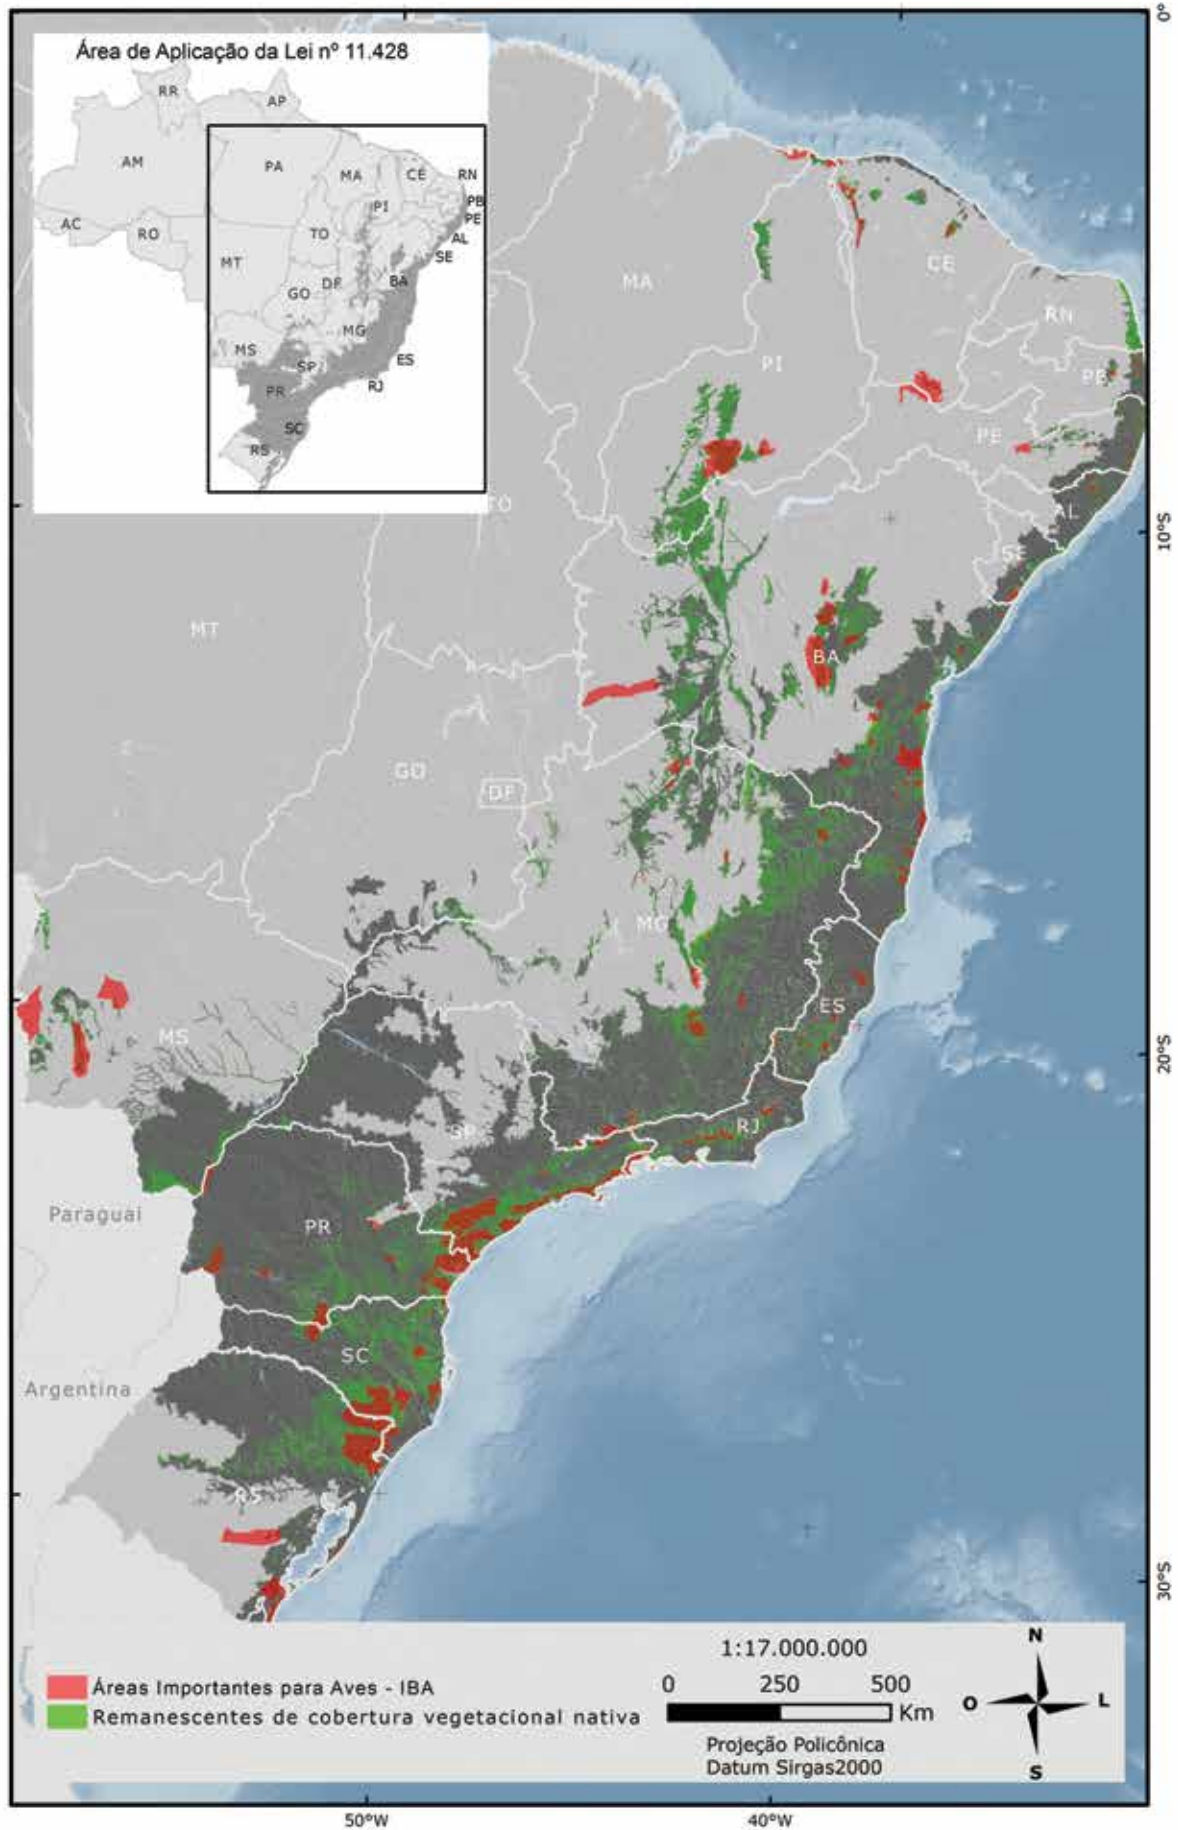 0°
Área de Aplicação da Lei nº 11.428
RR
AP
AM
PA
MA
CE
RN
PB
PI
PE
AC
RO
TO
AL
SE
MT
BA
DF
GO
MG
MS
ES
SP
RJ
PR
SC
RS
MA
CE
RN
PI
PB
PE
TO
10°S
AL
SE
MT
BA
GO
DF
MG
ES
MS
20°S
RJ
SP
Paraguai
PR
SC
Argentina
RS
30°S
1:17.000.000
Áreas Importantes para Aves - IBA
Remanescentes de cobertura vegetacional nativa
0 250 500
Km
Projeção Policônica
Datum Sirgas2000
N
O L
S
50°W 40°W